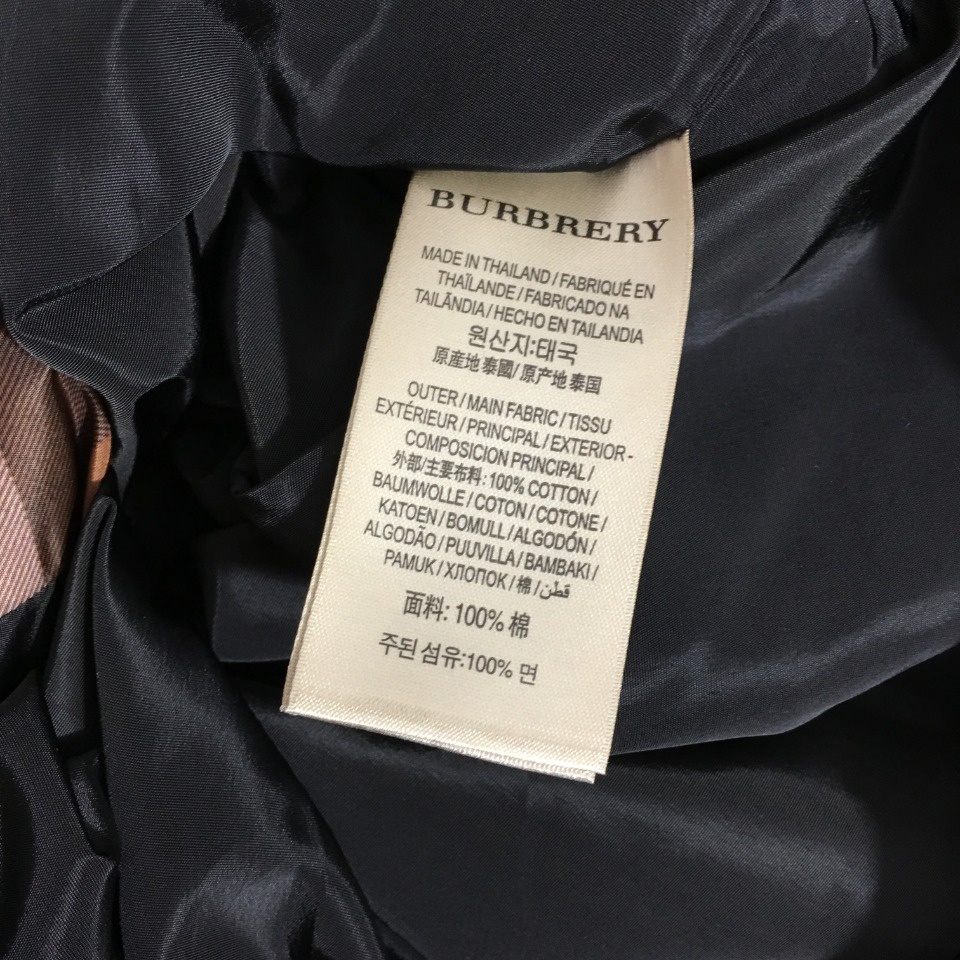 BURBRERY
MADE IN THAILAND / FABRIQUÉ EN
THAÏLANDE / FABRICADO NA
TAILÂNDIA / HECHO EN TAILANDIA
원산지:태국
原産地 泰國/ 原产地 泰国
OUTER / MAIN FABRIC / TISSU
EXTÉRIEUR / PRINCIPAL / EXTERIOR -
COMPOSICION PRINCIPAL /
外部/主要布料: 100% COTTON /
BAUMWOLLE / COTON / COTONE /
KATOEN / BOMULL / ALGODÓN /
ALGODÃO / PUUVILLA / BAMBAKI /
PAMUK / ХЛОПОК / 棉 / قطن
面料: 100% 棉
주된 섬유:100% 면